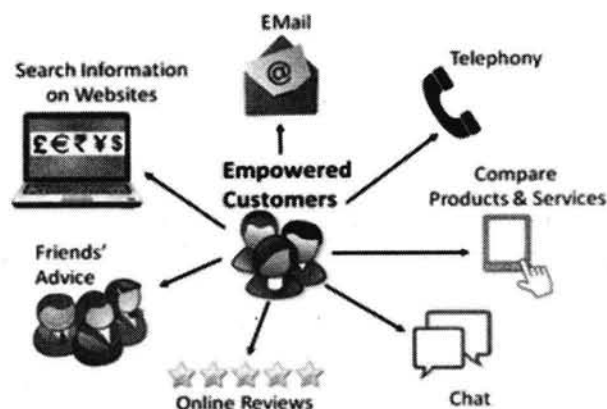 EMail
Telephony
Search Information
on Websites
£€₹¥$
@
Empowered
Customers
Compare
Products & Services
Friends'
Advice
Online Reviews
Chat